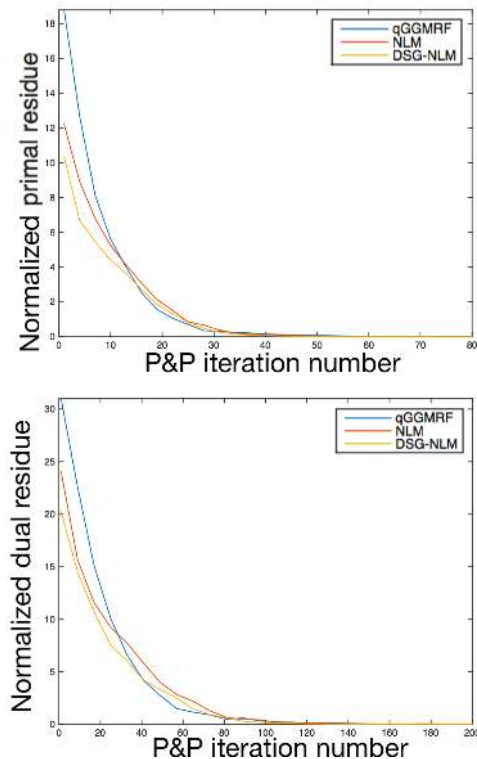 18
16
14
12
10
8
6
4
2
0
Normalized primal residue
qGGMRF
NLM
DSG-NLM
0 10 20 30 40 50 60 70 80
P&P iteration number
30
25
20
15
10
5
0
Normalized dual residue
qGGMRF
NLM
DSG-NLM
0 20 40 60 80 100 120 140 160 180 200
P&P iteration number